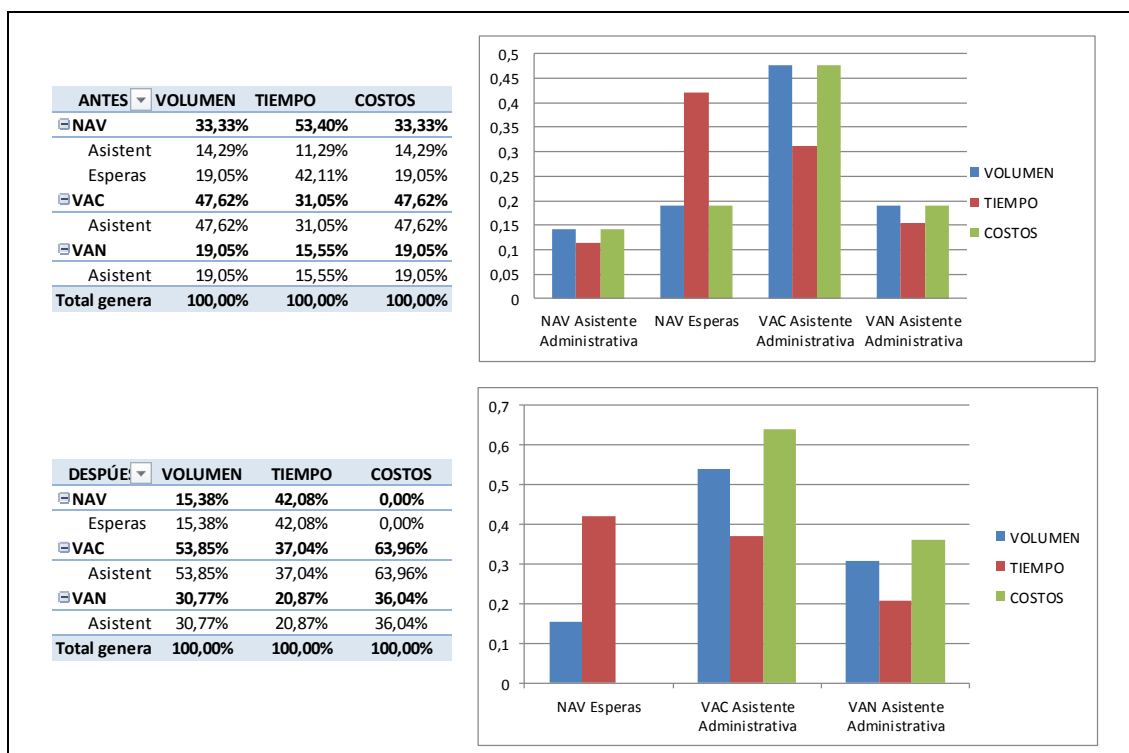 ANTES VOLUMEN TIEMPO COSTOS
NAV 33,33% 53,40% 33,33%
Asistent 14,29% 11,29% 14,29%
Esperas 19,05% 42,11% 19,05%
VAC 47,62% 31,05% 47,62%
Asistent 47,62% 31,05% 47,62%
VAN 19,05% 15,55% 19,05%
Asistent 19,05% 15,55% 19,05%
Total genera 100,00% 100,00% 100,00%
0,5
0,45
0,4
0,35
0,3
0,25
0,2
0,15
0,1
0,05
0
NAV Asistente
Administrativa
NAV Esperas
VAC Asistente
Administrativa
VAN Asistente
Administrativa
VOLUMEN
TIEMPO
COSTOS
DESPÚES VOLUMEN TIEMPO COSTOS
NAV 15,38% 42,08% 0,00%
Esperas 15,38% 42,08% 0,00%
VAC 53,85% 37,04% 63,96%
Asistent 53,85% 37,04% 63,96%
VAN 30,77% 20,87% 36,04%
Asistent 30,77% 20,87% 36,04%
Total genera 100,00% 100,00% 100,00%
0,7
0,6
0,5
0,4
0,3
0,2
0,1
0
NAV Esperas
VAC Asistente
Administrativa
VAN Asistente
Administrativa
VOLUMEN
TIEMPO
COSTOS